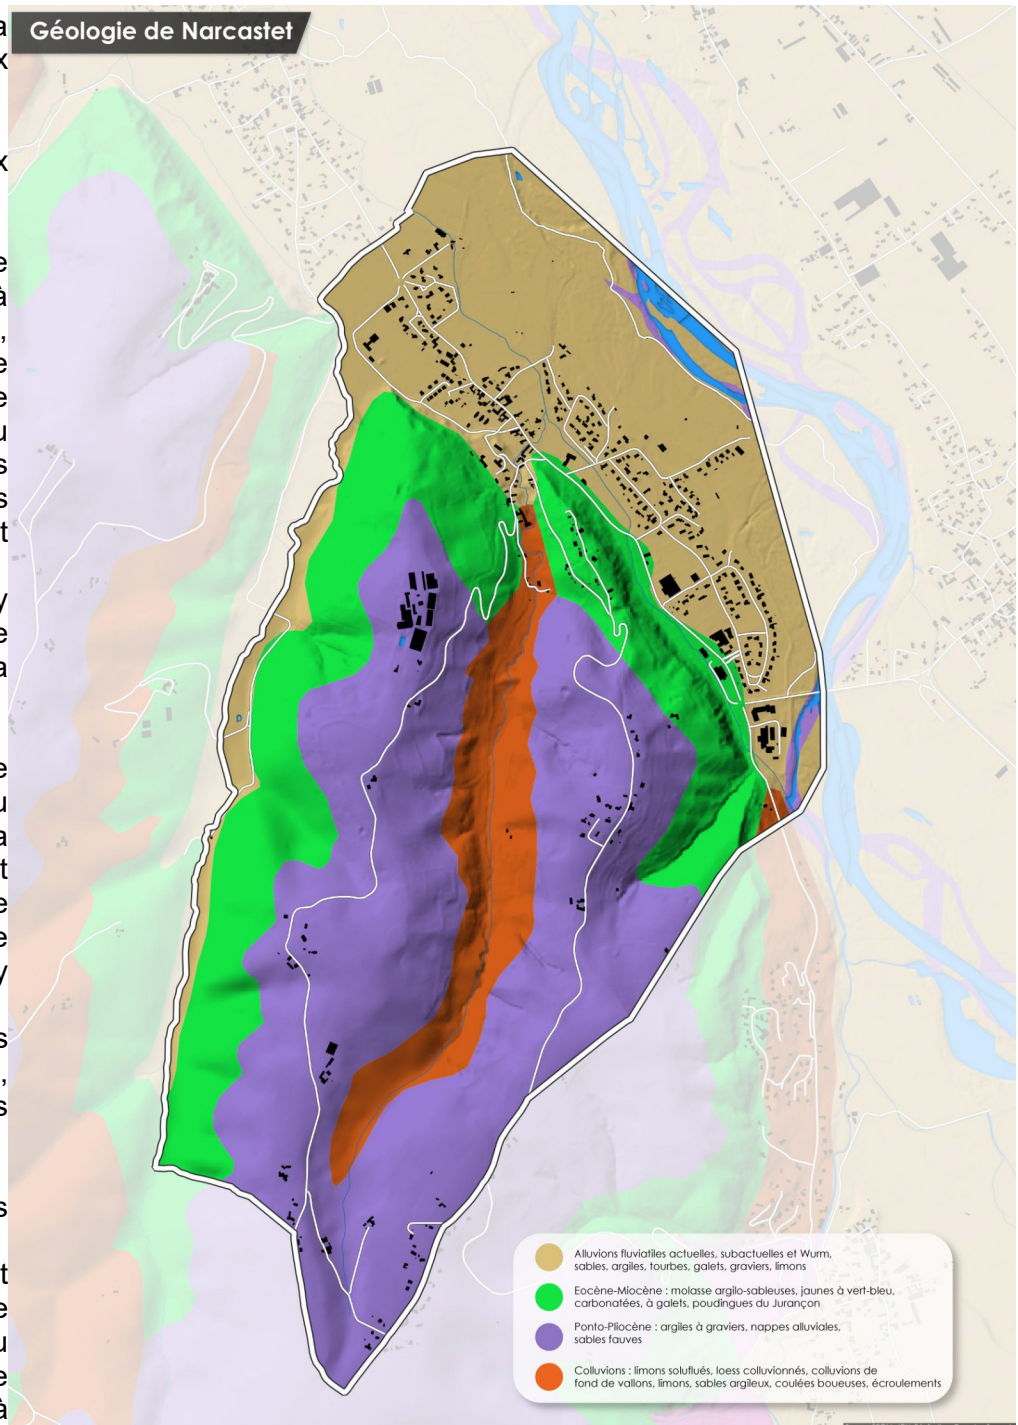 Géologie de Narcastet
a
x
x
e
à
,
e
e
u
s
s
t
y
e
a
e
u
a
t
e
e
y
s
,
s
s
t
e
u
e
à
Alluvions fluviatiles actuelles, subactuelles et Wurm,
sables, argiles, tourbes, galets, graviers, limons
Eocène-Miocène : molasse argilo-sableuses, jaunes à vert-bleu,
carbonatées, à galets, poudingues du Jurançon
Ponto-Pliocène : argiles à graviers, nappes alluviales,
sables fauves
Colluvions : limons soluflués, loess colluvionnés, colluvions de
fond de vallons, limons, sables argileux, coulées boueuses, écroulements